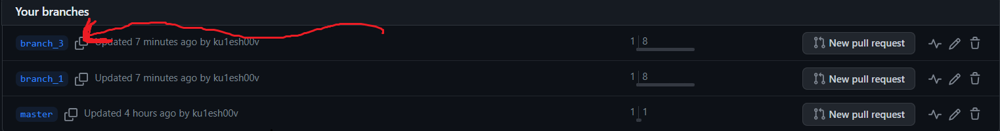 Your branches
branch_3 Updated 7 minutes ago by ku1esh00v 1 8 New pull request
branch_1 Updated 7 minutes ago by ku1esh00v 1 8 New pull request
master Updated 4 hours ago by ku1esh00v 1 1 New pull request